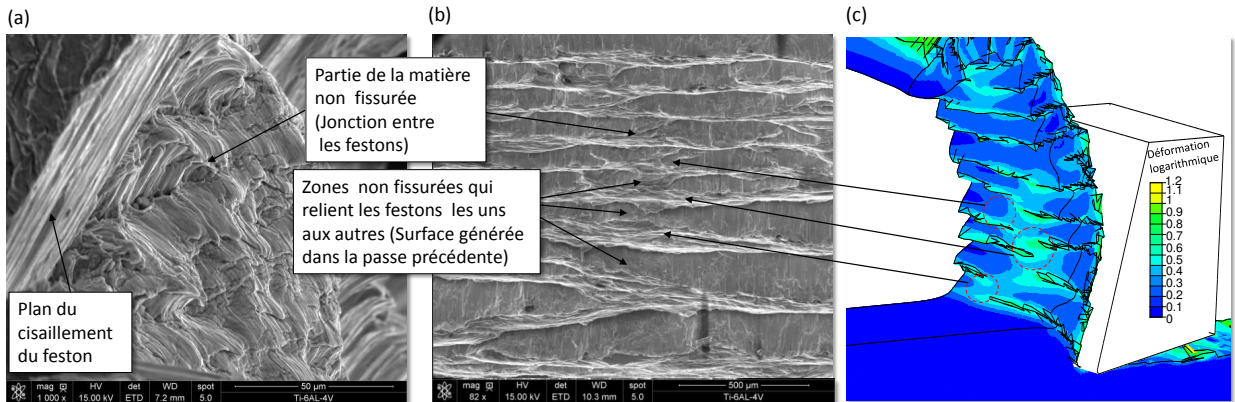 (a)
(b)
(c)
Partie de la matière
non fissurée
(Jonction entre
les festons)
Zones non fissurées qui
relient les festons les uns
aux autres (Surface générée
dans la passe précédente)
Plan du
cisaillement
du feston
Déformation
logarithmique
1.2
1.1
1
0.9
0.8
0.7
0.6
0.5
0.4
0.3
0.2
0.1
0
mag HV det WD spot 50 µm
1 000 x 15.00 kV ETD 7.2 mm 5.0 Ti-6AL-4V
mag HV det WD spot 500 µm
82 x 15.00 kV ETD 10.3 mm 5.0 Ti-6AL-4V